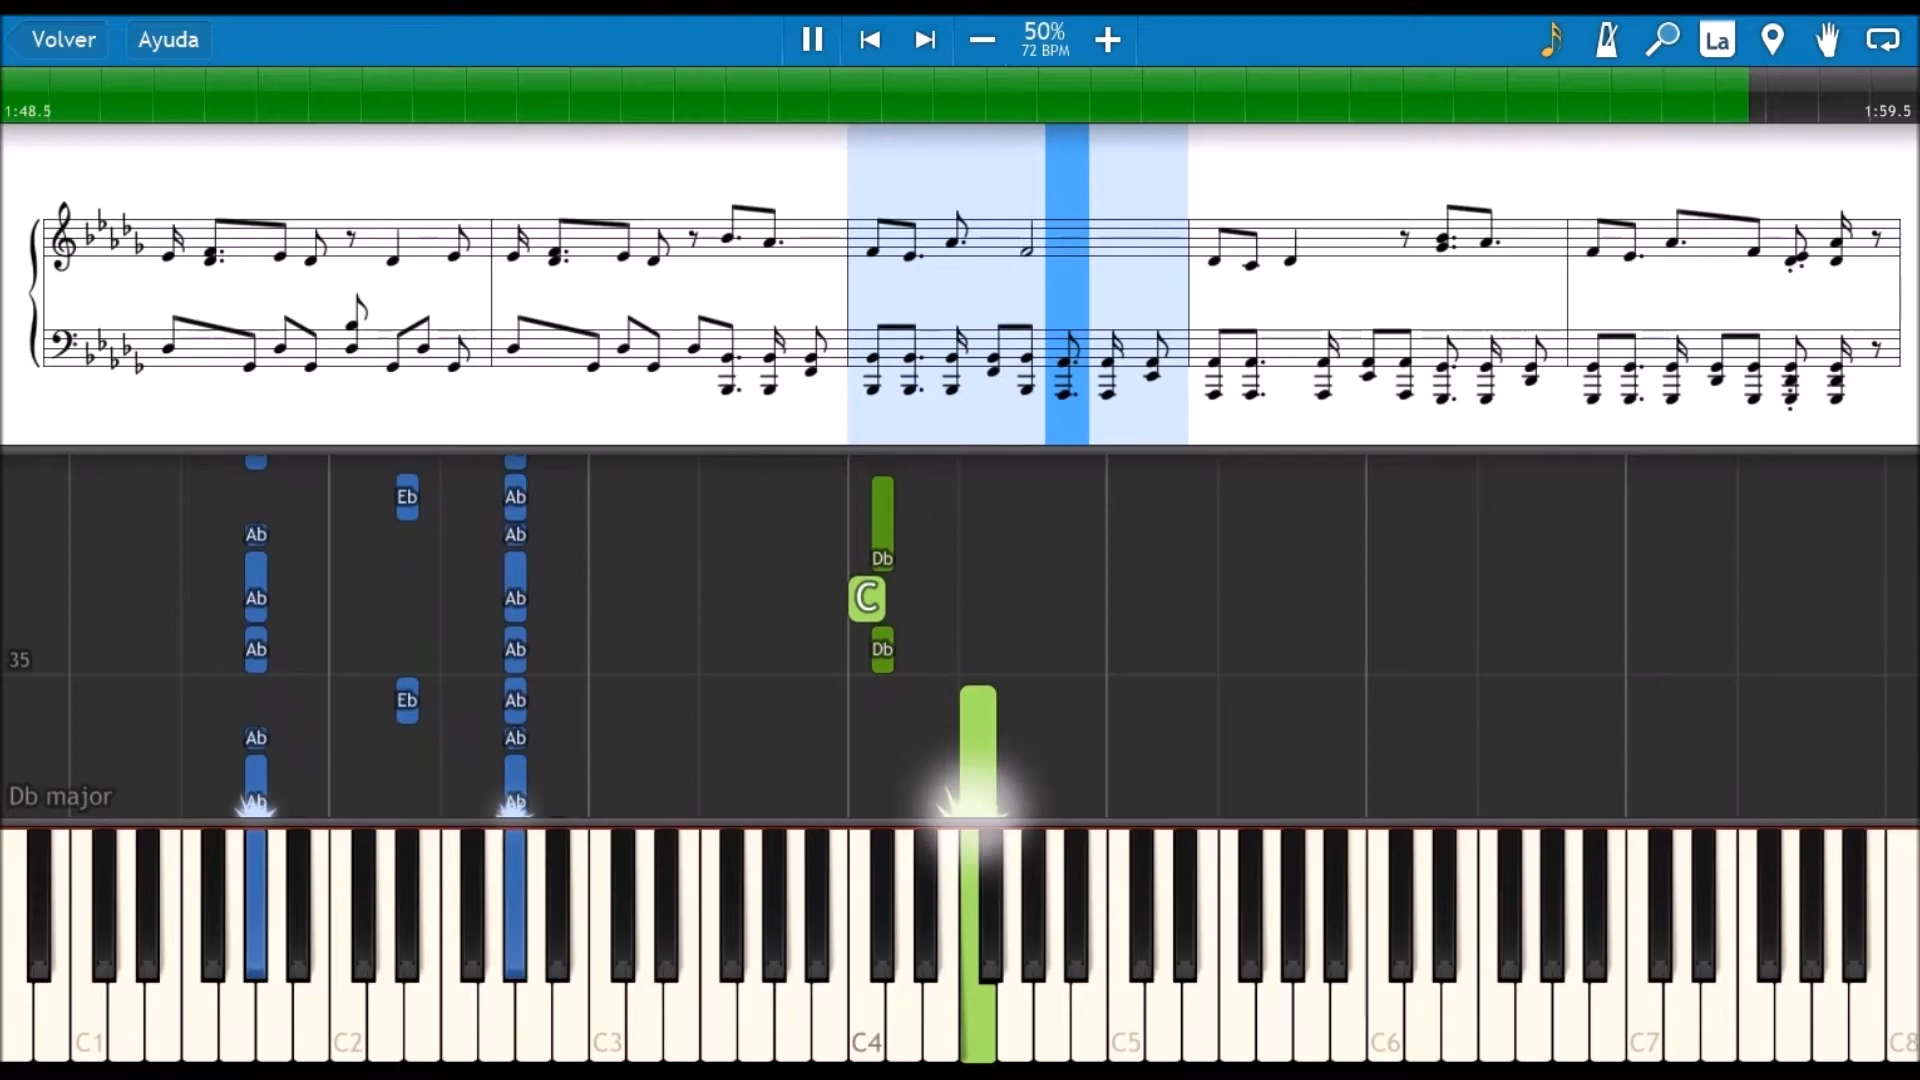 Volver Ayuda 50% La
72 BPM
1:48.5 1:59.5
Eb Ab
Ab Ab
Db
Ab Ab C
Ab Ab Db
35
Eb Ab
Ab Ab
Db major Ab Ab
C1 C2 C3 C4 C5 C6 C7 C8